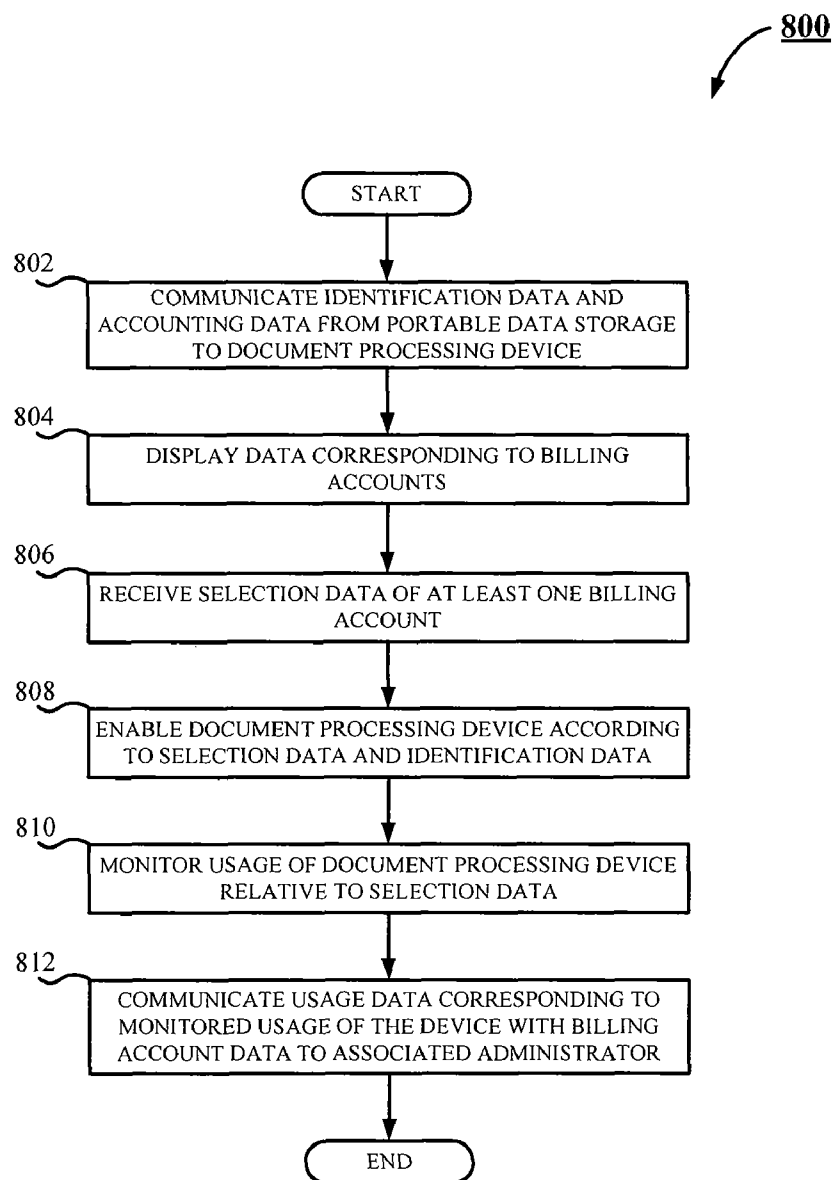 800
START
802
COMMUNICATE IDENTIFICATION DATA AND
ACCOUNTING DATA FROM PORTABLE DATA STORAGE
TO DOCUMENT PROCESSING DEVICE
804
DISPLAY DATA CORRESPONDING TO BILLING
ACCOUNTS
806
RECEIVE SELECTION DATA OF AT LEAST ONE BILLING
ACCOUNT
808
ENABLE DOCUMENT PROCESSING DEVICE ACCORDING
TO SELECTION DATA AND IDENTIFICATION DATA
810
MONITOR USAGE OF DOCUMENT PROCESSING DEVICE
RELATIVE TO SELECTION DATA
812
COMMUNICATE USAGE DATA CORRESPONDING TO
MONITORED USAGE OF THE DEVICE WITH BILLING
ACCOUNT DATA TO ASSOCIATED ADMINISTRATOR
END